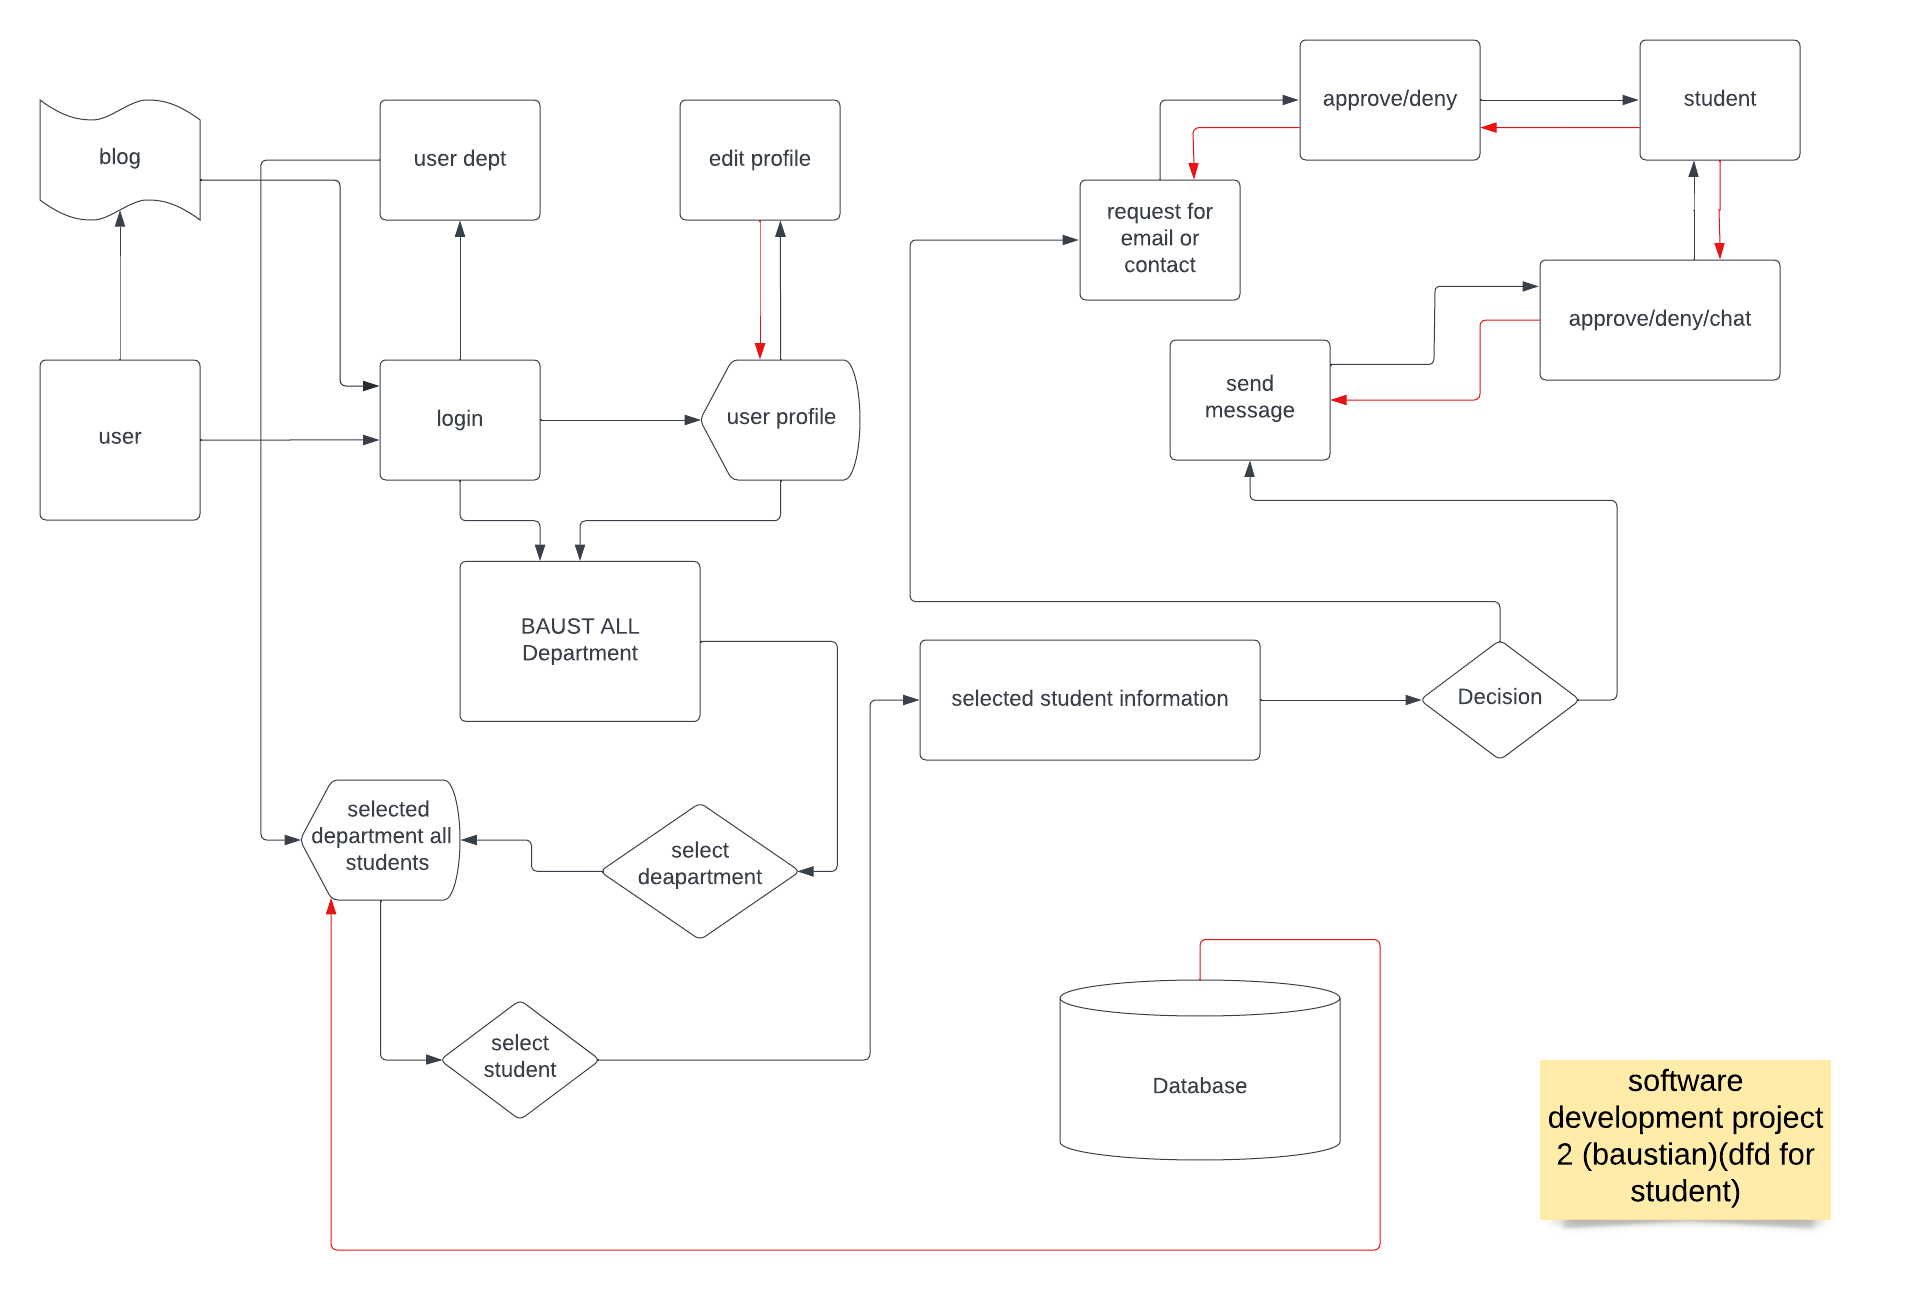 approve/deny
student
blog
user dept
edit profile
request for
email or
contact
approve/deny/chat
send
message
user
login
user profile
BAUST ALL
Department
selected student information
Decision
selected
department all
students
select
deapartment
select
student
Database
software
development project
2 (baustian)(dfd for
student)